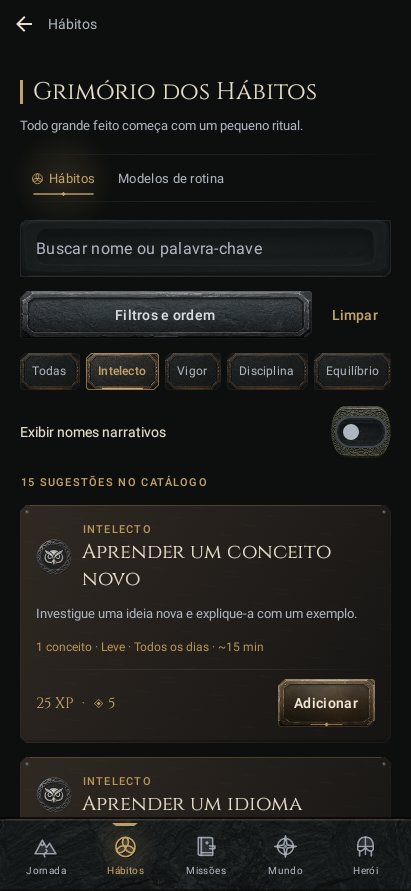 Hábitos
Grimório dos Hábitos
Todo grande feito começa com um pequeno ritual.
Hábitos
Modelos de rotina
Buscar nome ou palavra-chave
Filtros e ordem
Limpar
Todas
Intelecto
Vigor
Disciplina
Equilíbrio
Exibir nomes narrativos
15 SUGESTÕES NO CATÁLOGO
INTELECTO
Aprender um conceito
novo
Investigue uma ideia nova e explique-a com um exemplo.
1 conceito · Leve · Todos os dias · ~15 min
25 XP · 5
Adicionar
INTELECTO
Aprender um idioma
Jornada
Hábitos
Missões
Mundo
Herói